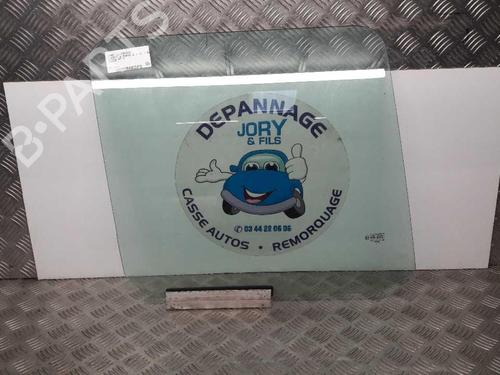 B-PARTS
DEPANNAGE
JORY
& FILS
CASSE AUTOS • REMORQUAGE
✆ 03 44 22 06 06